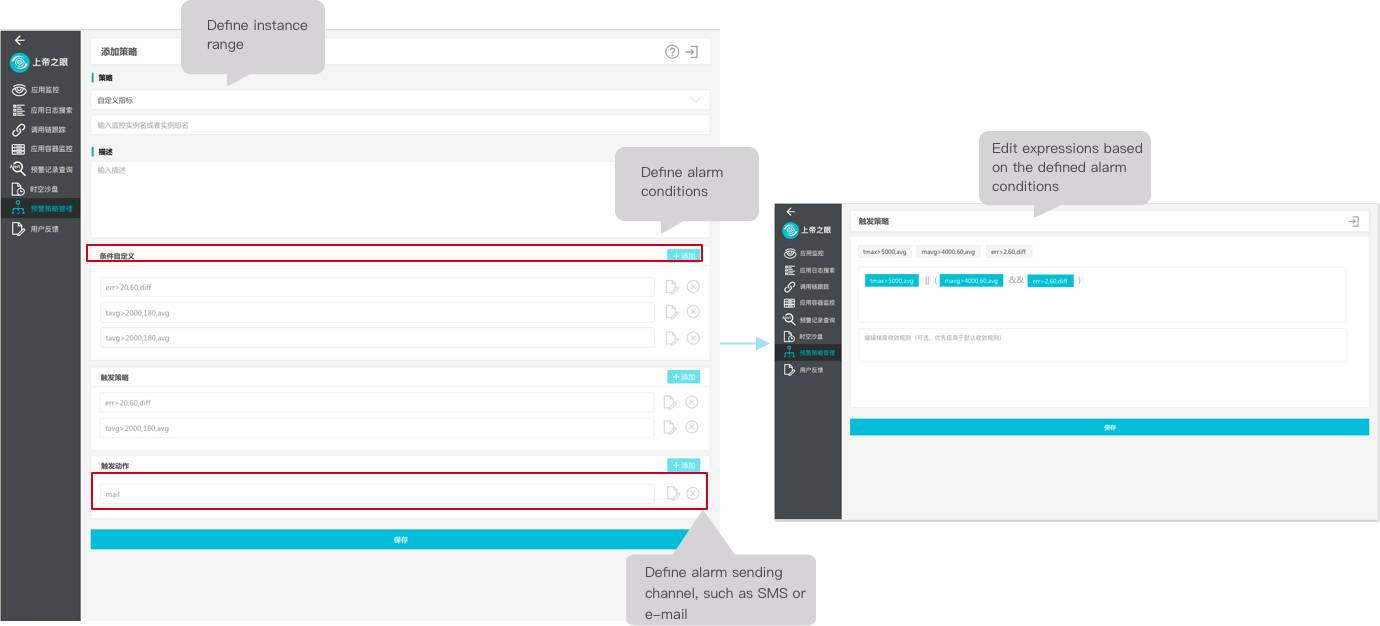 Define instance
range
上帝之眼
应用监控
应用日志搜索
调用链跟踪
应用容器监控
预警记录查询
时空沙盘
预警策略管理
用户反馈
添加策略
策略
自定义指标
输入监控实例名或者实例组名
描述
输入描述
Define alarm
conditions
条件自定义
+ 添加
err>20,60,diff
tavg>2000,180,avg
tavg>2000,180,avg
触发策略
+ 添加
err>20,60,diff
tavg>2000,180,avg
触发动作
+ 添加
mail
保存
Define alarm sending
channel, such as SMS or
e-mail
Edit expressions based
on the defined alarm
conditions
上帝之眼
应用监控
应用日志搜索
调用链跟踪
应用容器监控
预警记录查询
时空沙盘
预警策略管理
用户反馈
触发策略
tmax>5000,avg mavg>4000,60,avg err>2,60,diff
tmax>5000,avg || ( mavg>4000,60,avg && err>2,60,diff )
编辑梯度收敛规则（可选，优先级高于默认收敛规则）
保存